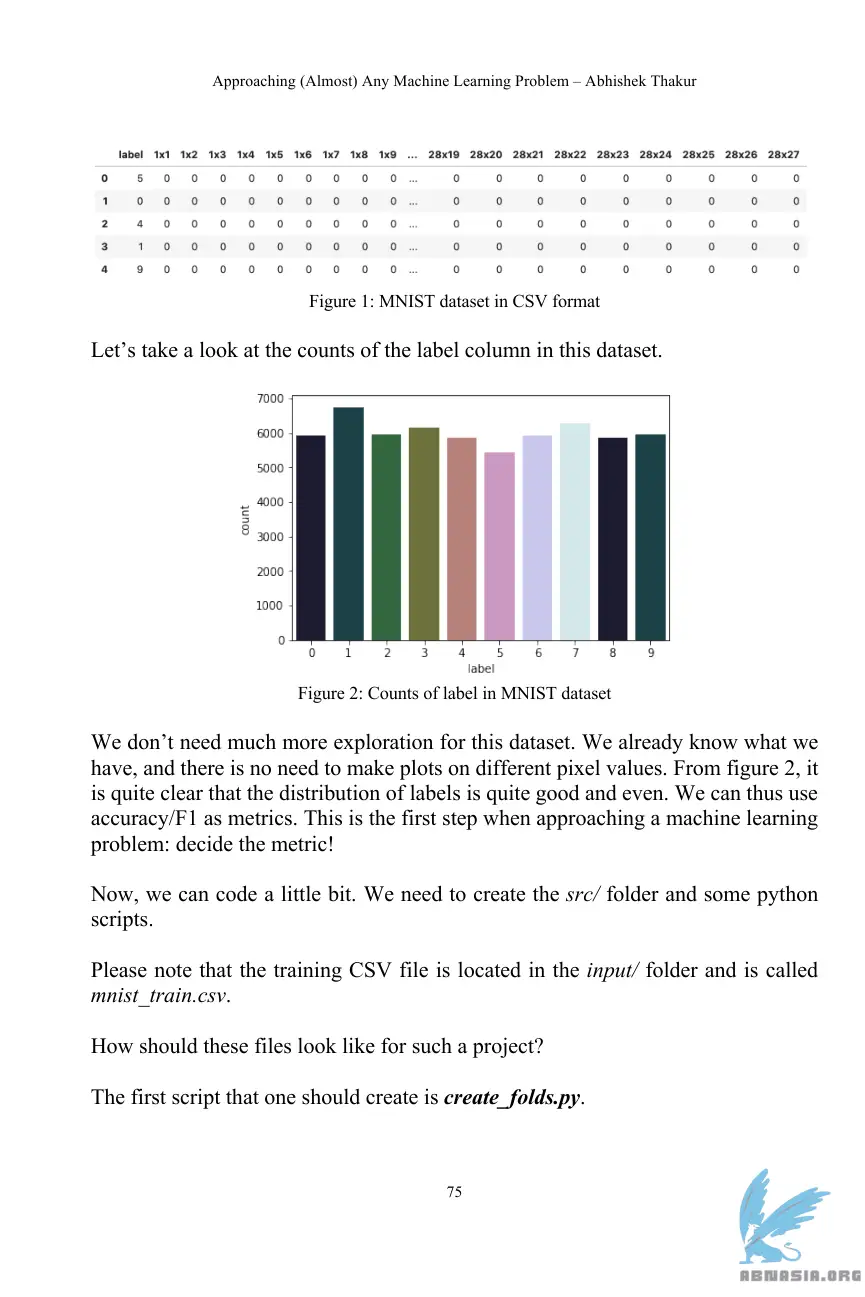 Approaching (Almost) Any Machine Learning Problem – Abhishek Thakur
label 1x1 1x2 1x3 1x4 1x5 1x6 1x7 1x8 1x9 ... 28x19 28x20 28x21 28x22 28x23 28x24 28x25 28x26 28x27
0 5 0 0 0 0 0 0 0 0 0 ... 0 0 0 0 0 0 0 0 0
1 0 0 0 0 0 0 0 0 0 0 ... 0 0 0 0 0 0 0 0 0
2 4 0 0 0 0 0 0 0 0 0 ... 0 0 0 0 0 0 0 0 0
3 1 0 0 0 0 0 0 0 0 0 ... 0 0 0 0 0 0 0 0 0
4 9 0 0 0 0 0 0 0 0 0 ... 0 0 0 0 0 0 0 0 0
Figure 1: MNIST dataset in CSV format
Let’s take a look at the counts of the label column in this dataset.
7000
6000
5000
4000
3000
2000
1000
0
count
0 1 2 3 4 5 6 7 8 9
label
Figure 2: Counts of label in MNIST dataset
We don’t need much more exploration for this dataset. We already know what we
have, and there is no need to make plots on different pixel values. From figure 2, it
is quite clear that the distribution of labels is quite good and even. We can thus use
accuracy/F1 as metrics. This is the first step when approaching a machine learning
problem: decide the metric!
Now, we can code a little bit. We need to create the src/ folder and some python
scripts.
Please note that the training CSV file is located in the input/ folder and is called
mnist_train.csv.
How should these files look like for such a project?
The first script that one should create is create_folds.py.
75
ABNASIA.ORG